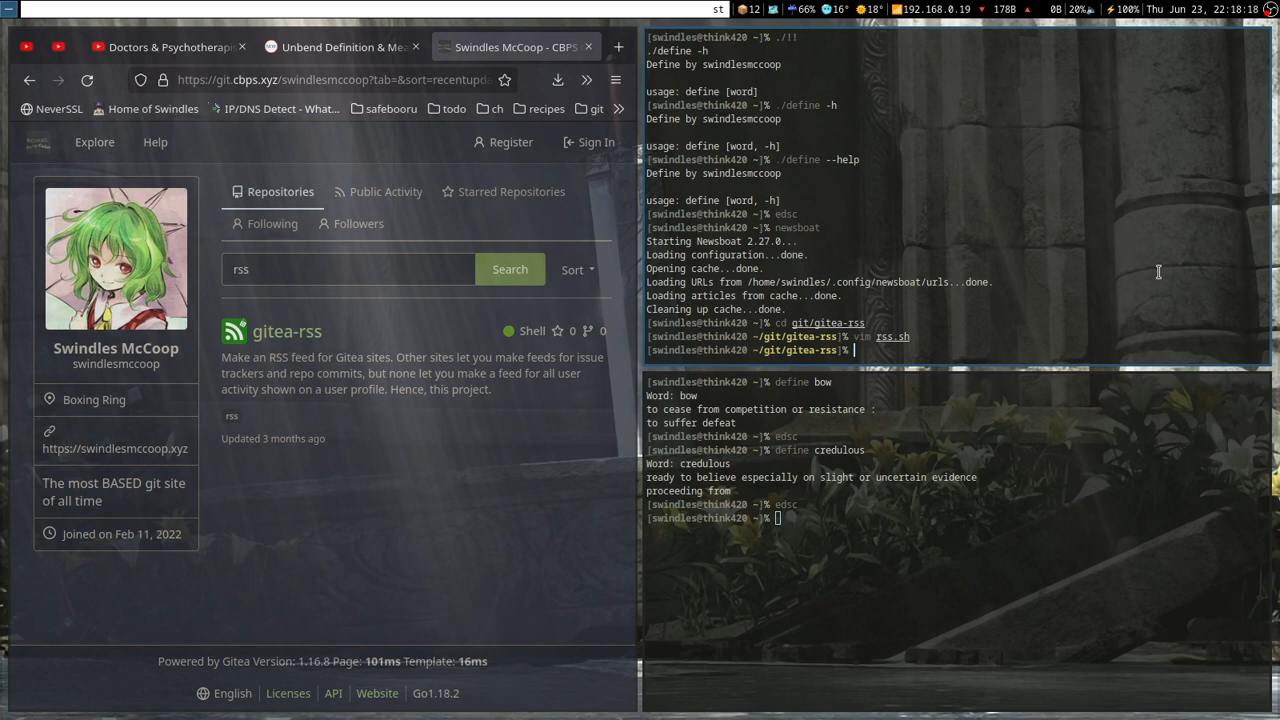 st 12 66% 16° 18° 192.168.0.19 178B 0B 20% 100% Thu Jun 23, 22:18:18
Doctors & Psychotherapis Unbend Definition & Mea Swindles McCoop - CBPS
https://git.cbps.xyz/swindlesmccoop?tab=&sort=recentupda
NeverSSL Home of Swindles IP/DNS Detect - What... safebooru todo ch recipes git
Explore Help Register Sign In
Repositories Public Activity Starred Repositories
Following Followers
rss Search Sort
gitea-rss Shell 0 0
Make an RSS feed for Gitea sites. Other sites let you make feeds for issue
trackers and repo commits, but none let you make a feed for all user
activity shown on a user profile. Hence, this project.
rss
Updated 3 months ago
Swindles McCoop
swindlesmccoop
Boxing Ring
https://swindlesmccoop.xyz
The most BASED git site
of all time
Joined on Feb 11, 2022
Powered by Gitea Version: 1.16.8 Page: 101ms Template: 16ms
English Licenses API Website Go1.18.2
[swindles@think420 ~]% ./!!
./define -h
Define by swindlesmccoop
usage: define [word]
[swindles@think420 ~]% ./define -h
Define by swindlesmccoop
usage: define [word, -h]
[swindles@think420 ~]% ./define --help
Define by swindlesmccoop
usage: define [word, -h]
[swindles@think420 ~]% edsc
[swindles@think420 ~]% newsboat
Starting Newsboat 2.27.0...
Loading configuration...done.
Opening cache...done.
Loading URLs from /home/swindles/.config/newsboat/urls...done.
Loading articles from cache...done.
Cleaning up cache...done.
[swindles@think420 ~]% cd git/gitea-rss
[swindles@think420 ~/git/gitea-rss]% vim rss.sh
[swindles@think420 ~/git/gitea-rss]%
[swindles@think420 ~]% define bow
Word: bow
to cease from competition or resistance :
to suffer defeat
[swindles@think420 ~]% edsc
[swindles@think420 ~]% define credulous
Word: credulous
ready to believe especially on slight or uncertain evidence
proceeding from
[swindles@think420 ~]% edsc
[swindles@think420 ~]%